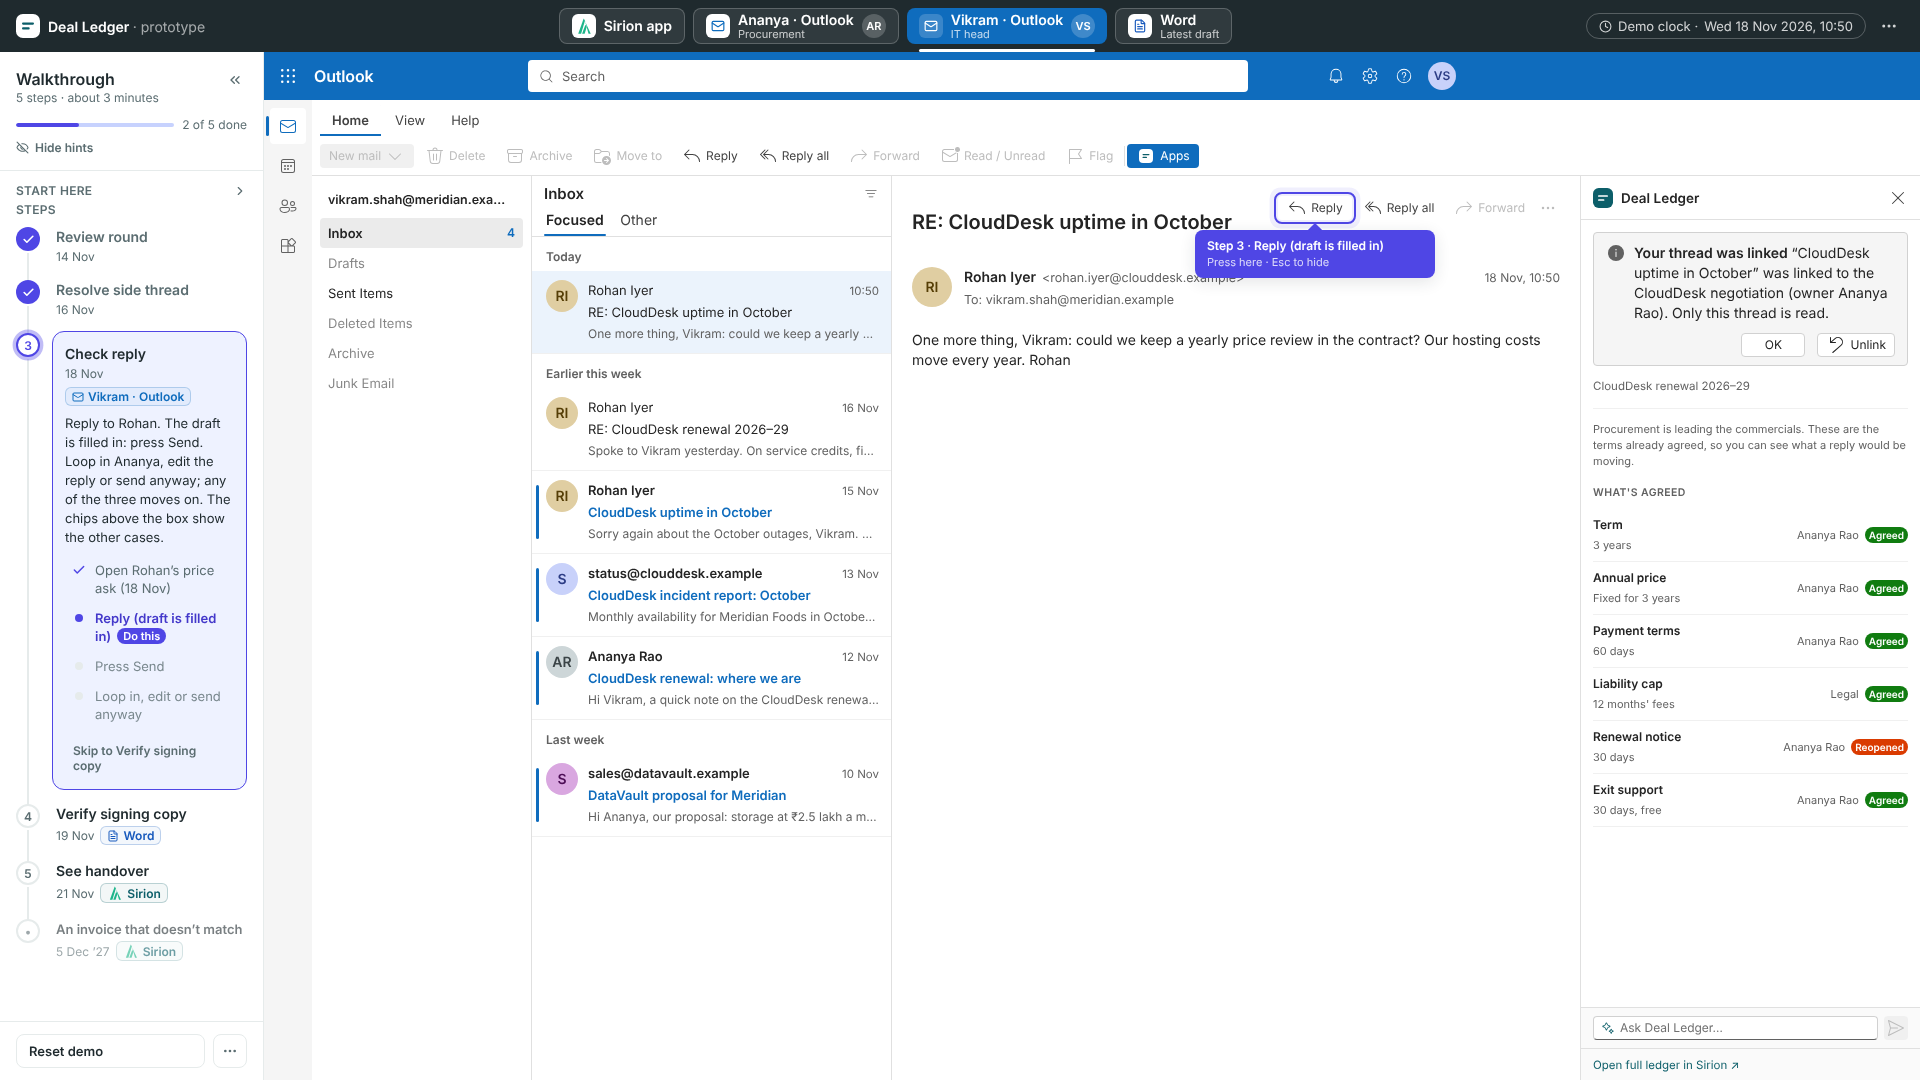 Deal Ledger · prototype
Sirion app
Ananya · Outlook
Procurement
AR
Vikram · Outlook
IT head
VS
Word
Latest draft
Demo clock · Wed 18 Nov 2026, 10:50
Walkthrough
5 steps · about 3 minutes
2 of 5 done
Hide hints
START HERE
STEPS
Review round
14 Nov
Resolve side thread
16 Nov
3
Check reply
18 Nov
Vikram · Outlook
Reply to Rohan. The draft
is filled in: press Send.
Loop in Ananya, edit the
reply or send anyway; any
of the three moves on. The
chips above the box show
the other cases.
Open Rohan's price
ask (18 Nov)
Reply (draft is filled
in) Do this
Press Send
Loop in, edit or send
anyway
Skip to Verify signing
copy
4
Verify signing copy
19 Nov
Word
5
See handover
21 Nov
Sirion
An invoice that doesn't match
5 Dec '27
Sirion
Reset demo
Outlook
Search
VS
Home
View
Help
New mail
Delete
Archive
Move to
Reply
Reply all
Forward
Read / Unread
Flag
Apps
vikram.shah@meridian.exa...
Inbox
4
Drafts
Sent Items
Deleted Items
Archive
Junk Email
Inbox
Focused
Other
Today
RI
Rohan Iyer
10:50
RE: CloudDesk uptime in October
One more thing, Vikram: could we keep a yearly ...
Earlier this week
RI
Rohan Iyer
16 Nov
RE: CloudDesk renewal 2026–29
Spoke to Vikram yesterday. On service credits, fi...
RI
Rohan Iyer
15 Nov
CloudDesk uptime in October
Sorry again about the October outages, Vikram. ...
S
status@clouddesk.example
13 Nov
CloudDesk incident report: October
Monthly availability for Meridian Foods in Octobe...
AR
Ananya Rao
12 Nov
CloudDesk renewal: where we are
Hi Vikram, a quick note on the CloudDesk renewa...
Last week
S
sales@datavault.example
10 Nov
DataVault proposal for Meridian
Hi Ananya, our proposal: storage at ₹2.5 lakh a m...
RE: CloudDesk uptime in October
Reply
Reply all
Forward
Step 3 · Reply (draft is filled in)
Press here · Esc to hide
RI
Rohan Iyer <rohan.iyer@clouddesk.example>
18 Nov, 10:50
To: vikram.shah@meridian.example
One more thing, Vikram: could we keep a yearly price review in the contract? Our hosting costs
move every year. Rohan
Deal Ledger
Your thread was linked “CloudDesk
uptime in October” was linked to the
CloudDesk negotiation (owner Ananya
Rao). Only this thread is read.
OK
Unlink
CloudDesk renewal 2026–29
Procurement is leading the commercials. These are the
terms already agreed, so you can see what a reply would be
moving.
WHAT'S AGREED
Term
3 years
Ananya Rao Agreed
Annual price
Fixed for 3 years
Ananya Rao Agreed
Payment terms
60 days
Ananya Rao Agreed
Liability cap
12 months' fees
Legal Agreed
Renewal notice
30 days
Ananya Rao Reopened
Exit support
30 days, free
Ananya Rao Agreed
Ask Deal Ledger...
Open full ledger in Sirion ↗